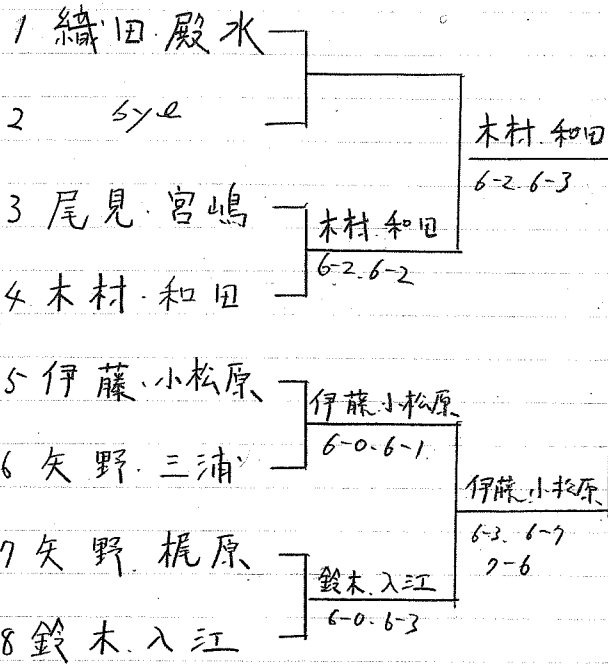 1 織田・殿水
2 bye
木村・和田
6-2. 6-3
3 尾見・宮嶋
木村・和田
6-2. 6-2
4 木村・和田
5 伊藤・小松原
伊藤・小松原
6-0. 6-1
6 矢野・三浦
伊藤・小松原
6-3. 6-7
7-6
7 矢野・梶原
鈴木・入江
6-0. 6-3
8 鈴木・入江